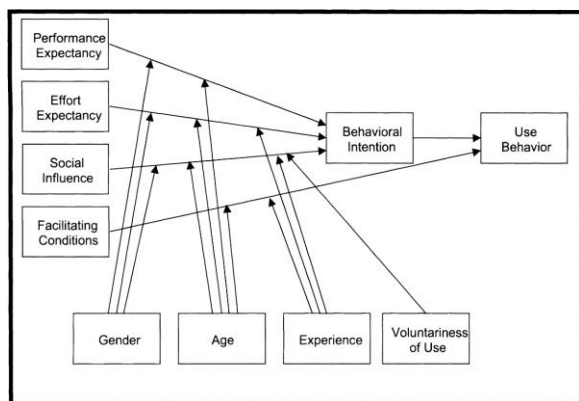 Performance
Expectancy
Effort
Expectancy
Social
Influence
Facilitating
Conditions
Behavioral
Intention
Use
Behavior
Gender
Age
Experience
Voluntariness
of Use